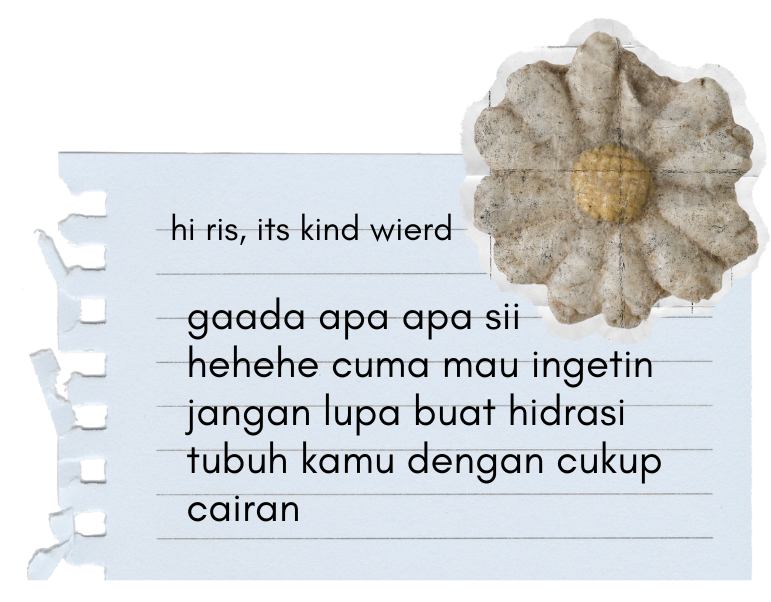 hi ris, its kind wierd
gaada apa apa sii
hehehe cuma mau ingetin
jangan lupa buat hidrasi
tubuh kamu dengan cukup
cairan